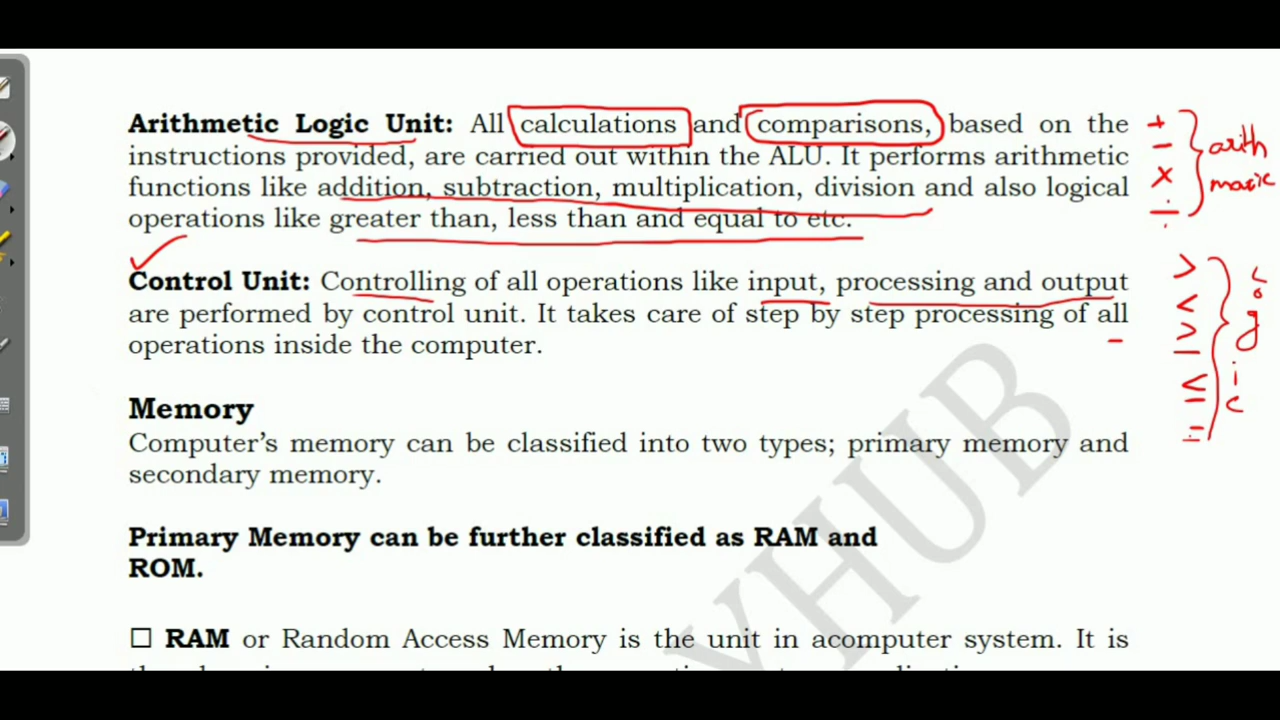 Arithmetic Logic Unit: All calculations and comparisons, based on the
instructions provided, are carried out within the ALU. It performs arithmetic
functions like addition, subtraction, multiplication, division and also logical
operations like greater than, less than and equal to etc.
+
-
×
÷
arith
matic
Control Unit: Controlling of all operations like input, processing and output
are performed by control unit. It takes care of step by step processing of all
operations inside the computer.
>
<
≥
≤
=
Logic
Memory
Computer's memory can be classified into two types; primary memory and
secondary memory.
Primary Memory can be further classified as RAM and
ROM.
☐ RAM or Random Access Memory is the unit in acomputer system. It is
YHUB